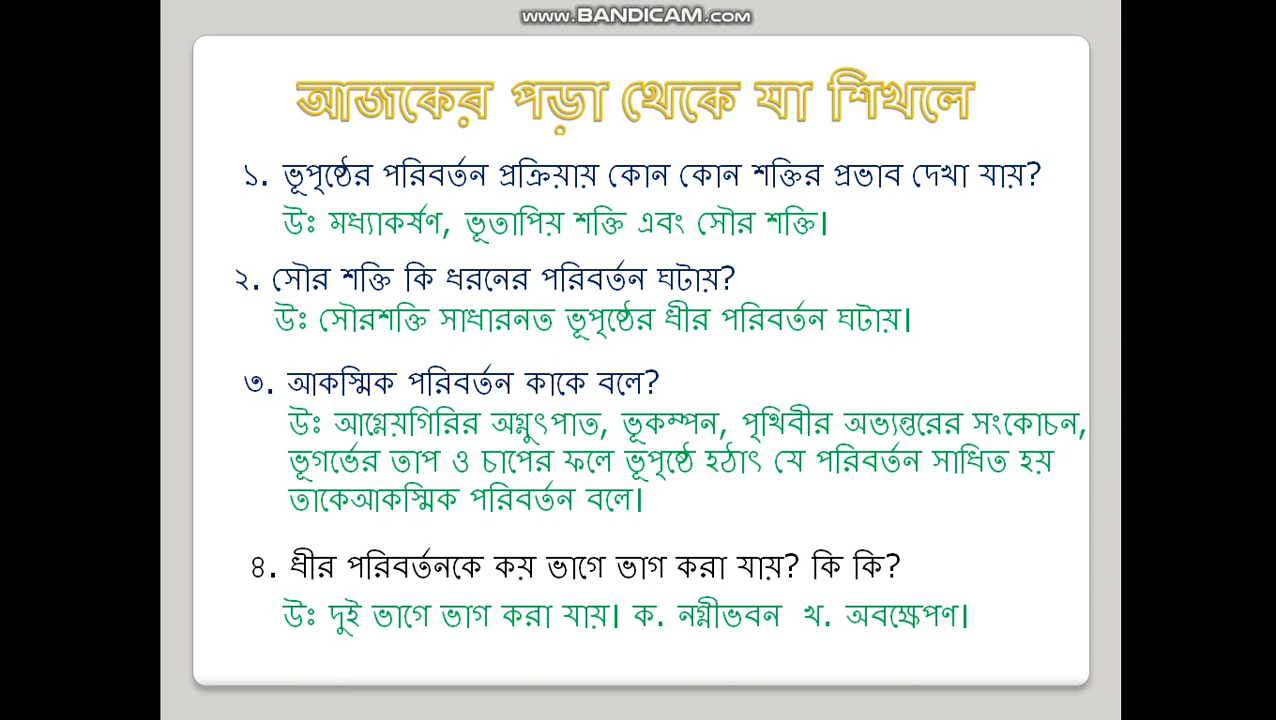 www.BANDICAM.com
আজকের পড়া থেকে যা শিখলে
১. ভূপৃষ্ঠের পরিবর্তন প্রক্রিয়ায় কোন কোন শক্তির প্রভাব দেখা যায়?
উঃ মধ্যাকর্ষণ, ভূতাপিয় শক্তি এবং সৌর শক্তি।
২. সৌর শক্তি কি ধরনের পরিবর্তন ঘটায়?
উঃ সৌরশক্তি সাধারনত ভূপৃষ্ঠের ধীর পরিবর্তন ঘটায়।
৩. আকস্মিক পরিবর্তন কাকে বলে?
উঃ আগ্নেয়গিরির অগ্নুৎপাত, ভূকম্পন, পৃথিবীর অভ্যন্তরের সংকোচন,
ভূগর্ভের তাপ ও চাপের ফলে ভূপৃষ্ঠে হঠাৎ যে পরিবর্তন সাধিত হয়
তাকেআকস্মিক পরিবর্তন বলে।
৪. ধীর পরিবর্তনকে কয় ভাগে ভাগ করা যায়? কি কি?
উঃ দুই ভাগে ভাগ করা যায়। ক. নগ্নীভবন খ. অবক্ষেপণ।